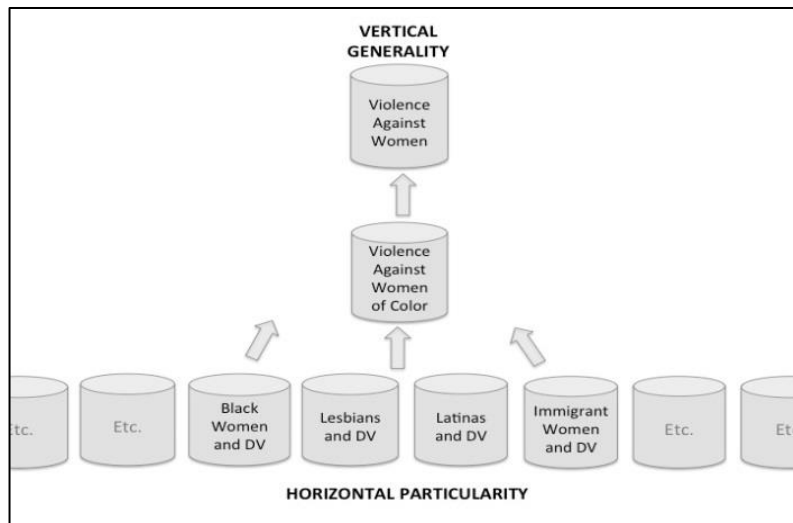 VERTICAL
GENERALITY
Violence
Against
Women
Violence
Against
Women
of Color
Etc.
Etc.
Black
Women
and DV
Lesbians
and DV
Latinas
and DV
Immigrant
Women
and DV
Etc.
Etc
HORIZONTAL PARTICULARITY